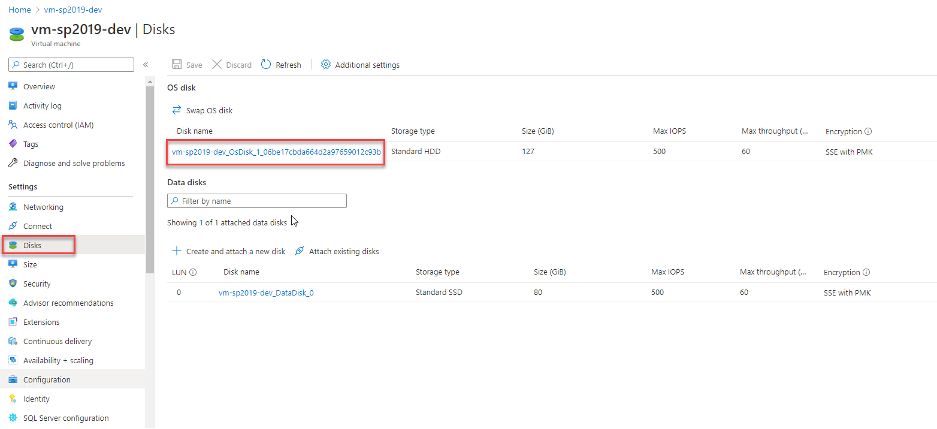 Home > vm-sp2019-dev
vm-sp2019-dev | Disks
Virtual machine
Search (Ctrl+/)
«
Overview
Activity log
Access control (IAM)
Tags
Diagnose and solve problems
Settings
Networking
Connect
Disks
Size
Security
Advisor recommendations
Extensions
Continuous delivery
Availability + scaling
Configuration
Identity
SQL Server configuration
Save Discard Refresh Additional settings
OS disk
Swap OS disk
Disk name Storage type Size (GiB) Max IOPS Max throughput (... Encryption
vm-sp2019-dev_OsDisk_1_06be17cbda664d2a97659012c93b Standard HDD 127 500 60 SSE with PMK
Data disks
Filter by name
Showing 1 of 1 attached data disks
Create and attach a new disk Attach existing disks
LUN Disk name Storage type Size (GiB) Max IOPS Max throughput (... Encryption
0 vm-sp2019-dev_DataDisk_0 Standard SSD 80 500 60 SSE with PMK